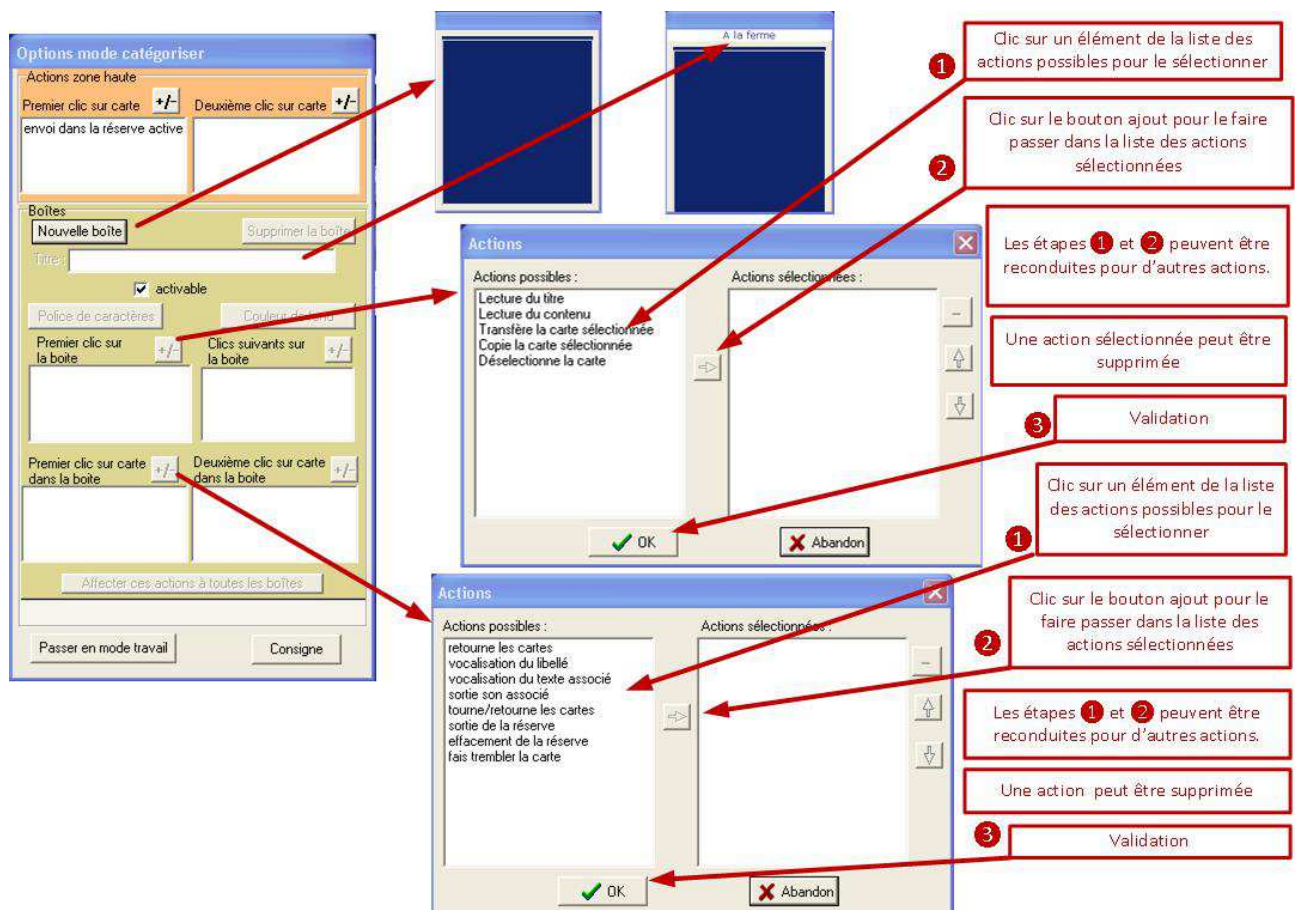 Options mode catégoriser
Actions zone haute
Premier clic sur carte +/- Deuxième clic sur carte +/-
envoi dans la réserve active
Boîtes
Nouvelle boîte Supprimer la boîte
Titre :
activable
Police de caractères Couleur de fond
Premier clic sur
la boite +/-
Clics suivants sur
la boite +/-
Premier clic sur carte
dans la boite +/-
Deuxième clic sur carte
dans la boite +/-
Affecter ces actions à toutes les boîtes
Passer en mode travail Consigne
A la ferme
Actions
Actions possibles :
Lecture du titre
Lecture du contenu
Transfère la carte sélectionnée
Copie la carte sélectionnée
Déselectionne la carte
Actions sélectionnées :
OK Abandon
Actions
Actions possibles :
retourne les cartes
vocalisation du libellé
vocalisation du texte associé
sortie son associé
tourne/retourne les cartes
sortie de la réserve
effacement de la réserve
fais trembler la carte
Actions sélectionnées :
OK Abandon
1
Clic sur un élément de la liste des
actions possibles pour le sélectionner
2
Clic sur le bouton ajout pour le faire
passer dans la liste des actions
sélectionnées
Les étapes 1 et 2 peuvent être
reconduites pour d'autres actions.
Une action sélectionnée peut être
supprimée
3
Validation
1
Clic sur un élément de la liste
des actions possibles pour le
sélectionner
2
Clic sur le bouton ajout pour le
faire passer dans la liste des
actions sélectionnées
Les étapes 1 et 2 peuvent être
reconduites pour d'autres actions.
Une action peut être supprimée
3
Validation